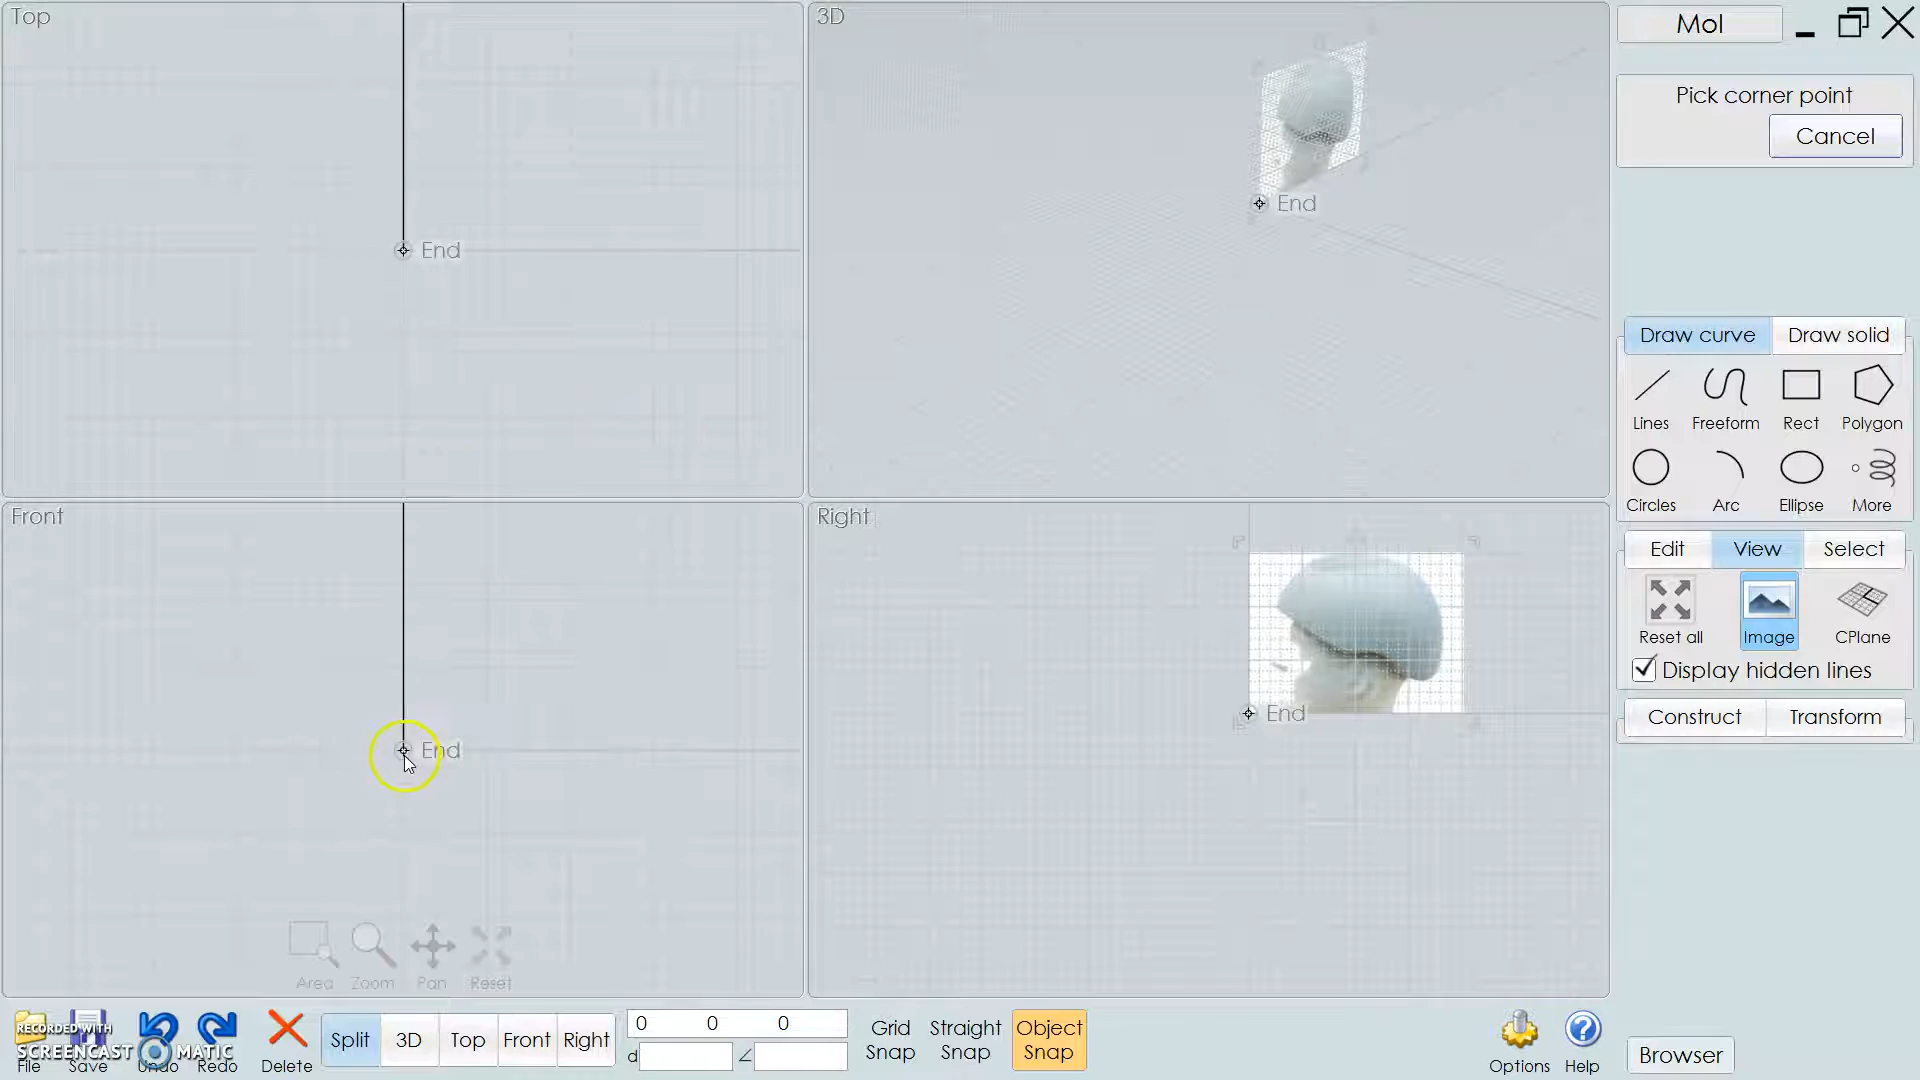 Top
3D
MoI
Pick corner point
Cancel
End
End
Draw curve
Draw solid
Lines
Freeform
Rect
Polygon
Circles
Arc
Ellipse
More
Front
Right
Edit
View
Select
Reset all
Image
CPlane
Display hidden lines
End
End
Construct
Transform
Area
Zoom
Pan
Reset
RECORDED WITH
SCREENCAST MATIC
File
Save
Undo
Redo
Delete
Split
3D
Top
Front
Right
0 0 0
d
∠
Grid Snap
Straight Snap
Object Snap
Options
Help
Browser